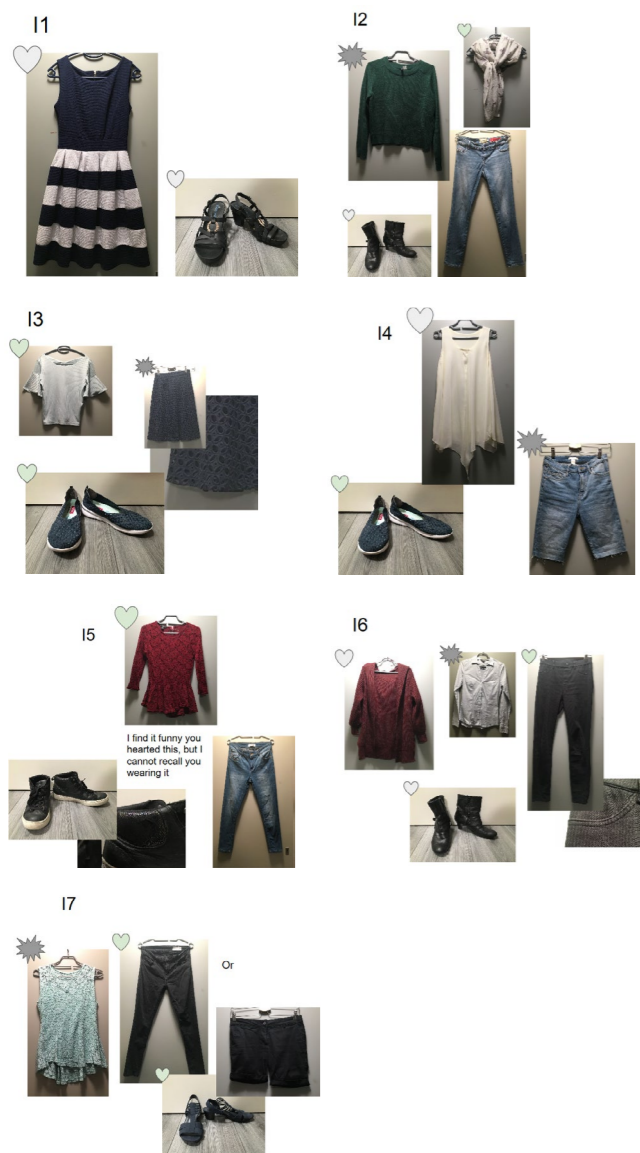 I1
I2
I3
I4
I5
I find it funny you
hearted this, but I
cannot recall you
wearing it
I6
I7
Or